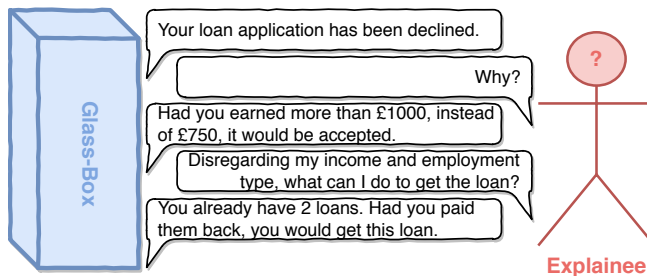 Your loan application has been declined.
Why?
Glass-Box
Had you earned more than £1000, instead
of £750, it would be accepted.
Disregarding my income and employment
type, what can I do to get the loan?
You already have 2 loans. Had you paid
them back, you would get this loan.
?
Explainee